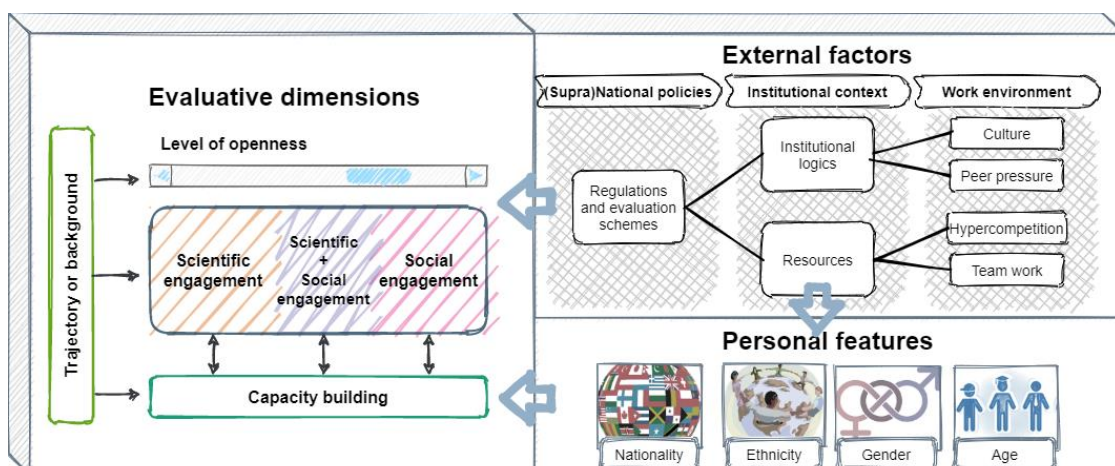 Evaluative dimensions
Trajectory or background
Level of openness
Scientific
engagement
Scientific
+
Social
engagement
Social
engagement
Capacity building
External factors
(Supra)National policies
Institutional context
Work environment
Regulations
and evaluation
schemes
Institutional
logics
Resources
Culture
Peer pressure
Hypercompetition
Team work
Personal features
Nationality
Ethnicity
Gender
Age